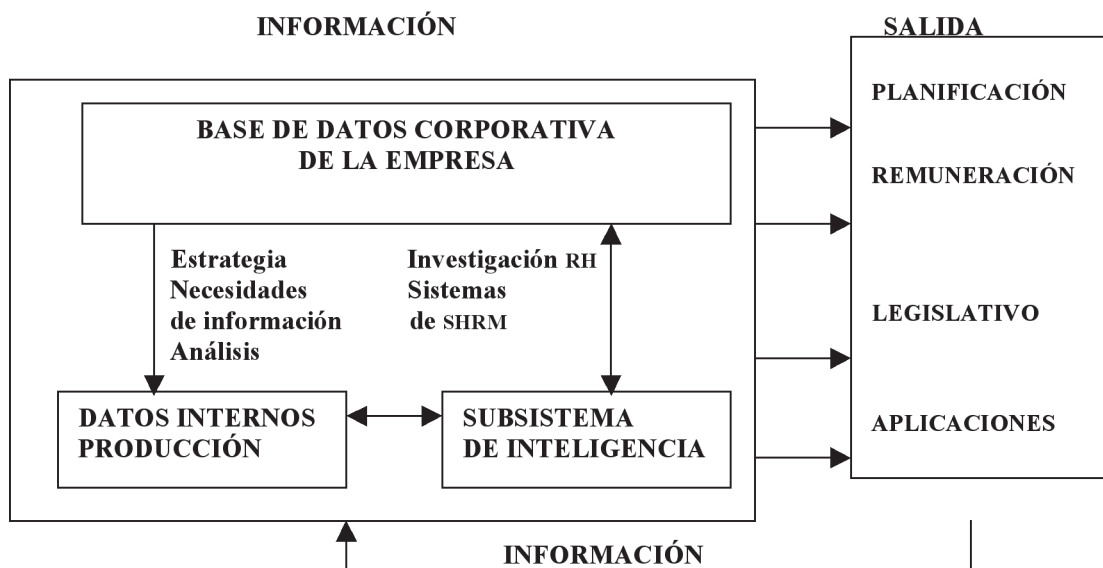 INFORMACIÓN
SALIDA
BASE DE DATOS CORPORATIVA
DE LA EMPRESA
Estrategia
Necesidades
de información
Análisis
Investigación RH
Sistemas
de SHRM
DATOS INTERNOS
PRODUCCIÓN
SUBSISTEMA
DE INTELIGENCIA
PLANIFICACIÓN
REMUNERACIÓN
LEGISLATIVO
APLICACIONES
INFORMACIÓN